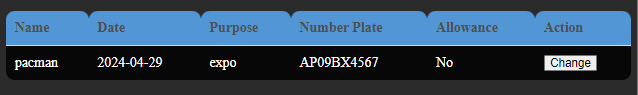 Name Date Purpose Number Plate Allowance Action
pacman 2024-04-29 expo AP09BX4567 No Change